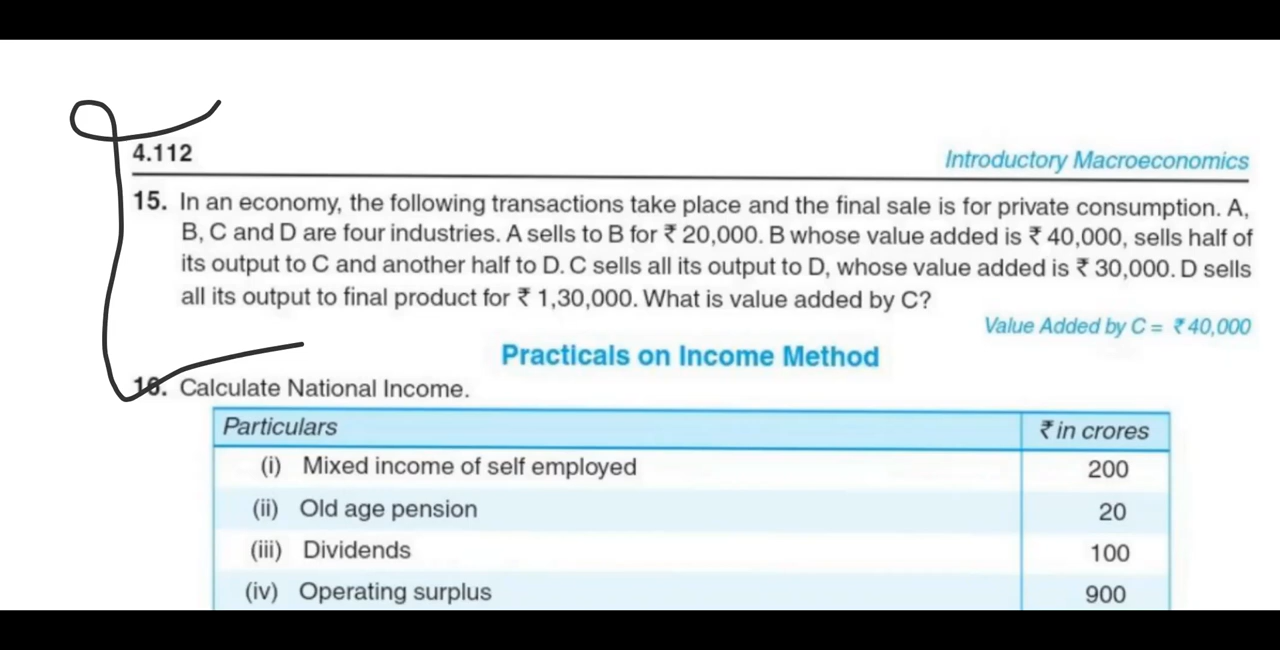 4.112
Introductory Macroeconomics
15. In an economy, the following transactions take place and the final sale is for private consumption. A,
B, C and D are four industries. A sells to B for ₹ 20,000. B whose value added is ₹ 40,000, sells half of
its output to C and another half to D. C sells all its output to D, whose value added is ₹ 30,000. D sells
all its output to final product for ₹ 1,30,000. What is value added by C?
Value Added by C = ₹ 40,000
Practicals on Income Method
16. Calculate National Income.
Particulars ₹ in crores
(i) Mixed income of self employed 200
(ii) Old age pension 20
(iii) Dividends 100
(iv) Operating surplus 900